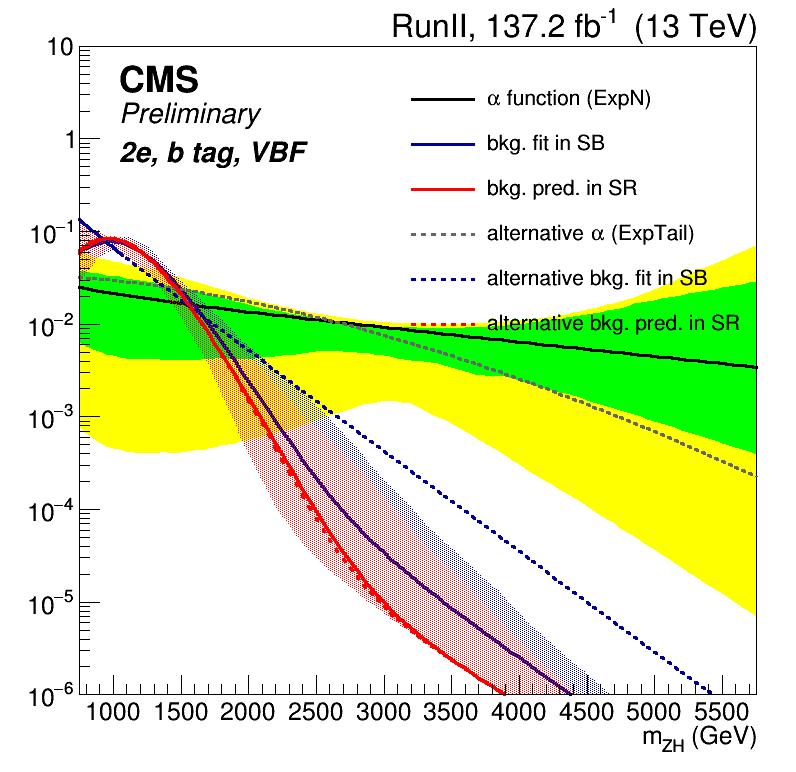 RunII, 137.2 fb-1 (13 TeV)
CMS
Preliminary
2e, b tag, VBF
α function (ExpN)
bkg. fit in SB
bkg. pred. in SR
alternative α (ExpTail)
alternative bkg. fit in SB
alternative bkg. pred. in SR
10
1
10−1
10−2
10−3
10−4
10−5
10−6
1000 1500 2000 2500 3000 3500 4000 4500 5000 5500
mZH (GeV)